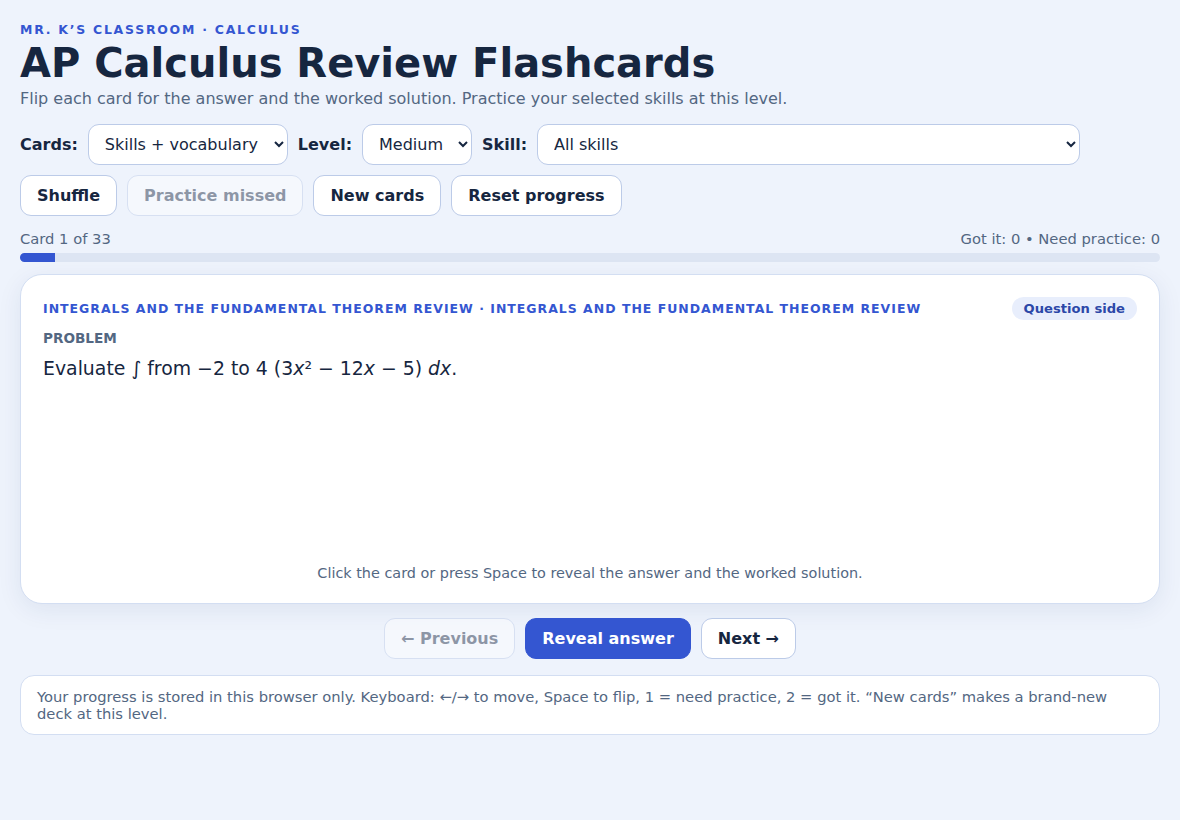 MR. K’S CLASSROOM · CALCULUS
AP Calculus Review Flashcards
Flip each card for the answer and the worked solution. Practice your selected skills at this level.
Cards: Skills + vocabulary Level: Medium Skill: All skills
Shuffle Practice missed New cards Reset progress
Card 1 of 33 Got it: 0 • Need practice: 0
INTEGRALS AND THE FUNDAMENTAL THEOREM REVIEW · INTEGRALS AND THE FUNDAMENTAL THEOREM REVIEW Question side
PROBLEM
Evaluate ∫ from −2 to 4 (3x² − 12x − 5) dx.
Click the card or press Space to reveal the answer and the worked solution.
← Previous Reveal answer Next →
Your progress is stored in this browser only. Keyboard: ←/→ to move, Space to flip, 1 = need practice, 2 = got it. “New cards” makes a brand-new
deck at this level.